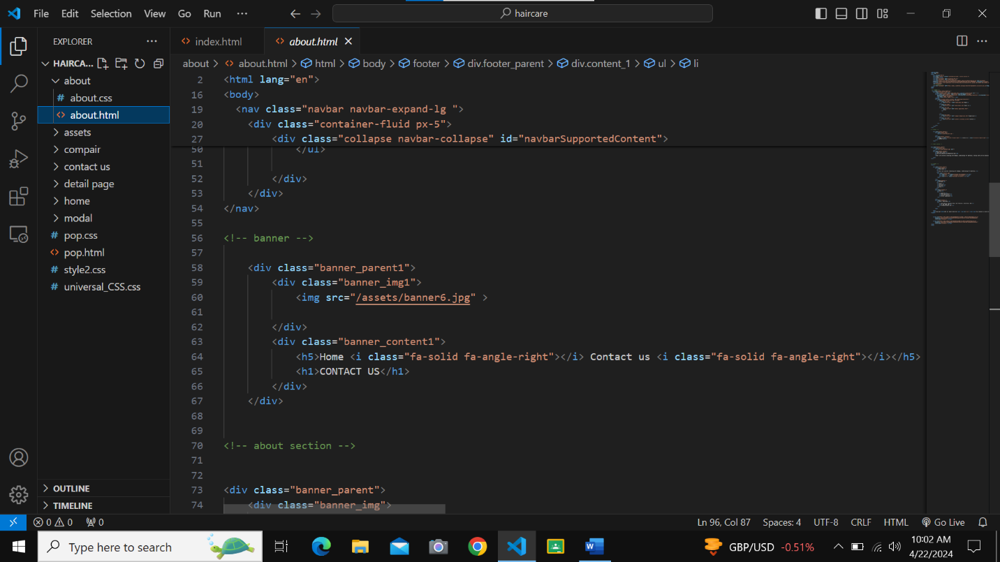 File Edit Selection View Go Run ··· haircare
EXPLORER ···
HAIRCA...
about
# about.css
<> about.html
assets
compair
contact us
detail page
home
modal
# pop.css
<> pop.html
# style2.css
# universal_CSS.css
OUTLINE
TIMELINE
<> index.html <> about.html
about > <> about.html > html > body > footer > div.footer_parent > div.content_1 > ul > li
2 <html lang="en">
16 <body>
19 <nav class="navbar navbar-expand-lg ">
20 <div class="container-fluid px-5">
27 <div class="collapse navbar-collapse" id="navbarSupportedContent">
50 </ul>
51
52 </div>
53 </div>
54 </nav>
55
56 <!-- banner -->
57
58 <div class="banner_parent1">
59 <div class="banner_img1">
60 <img src="/assets/banner6.jpg" >
61
62 </div>
63 <div class="banner_content1">
64 <h5>Home <i class="fa-solid fa-angle-right"></i> Contact us <i class="fa-solid fa-angle-right"></i></h5>
65 <h1>CONTACT US</h1>
66 </div>
67 </div>
68
69
70 <!-- about section -->
71
72
73 <div class="banner_parent">
74 <div class="banner_img">
0 0 0 Ln 96, Col 87 Spaces: 4 UTF-8 CRLF HTML Go Live
Type here to search GBP/USD -0.51% 10:02 AM
4/22/2024